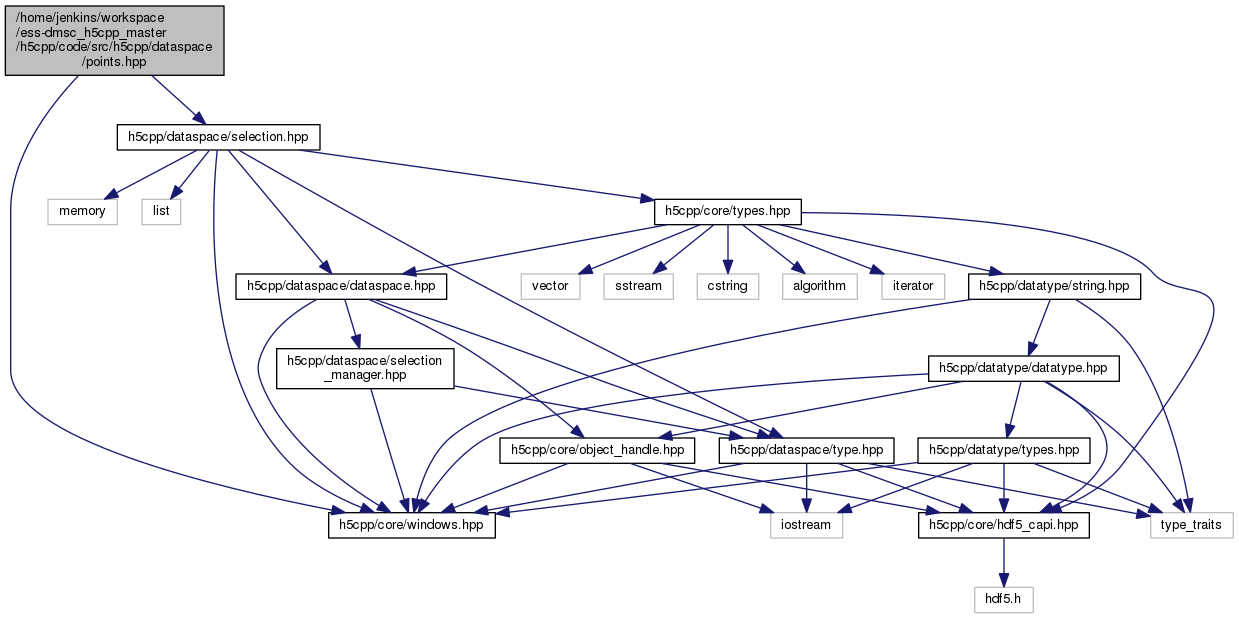 /home/jenkins/workspace
/ess-dmsc_h5cpp_master
/h5cpp/code/src/h5cpp/dataspace
/points.hpp
h5cpp/dataspace/selection.hpp
memory
list
h5cpp/core/types.hpp
h5cpp/dataspace/dataspace.hpp
vector
sstream
cstring
algorithm
iterator
h5cpp/datatype/string.hpp
h5cpp/dataspace/selection
_manager.hpp
h5cpp/datatype/datatype.hpp
h5cpp/core/object_handle.hpp
h5cpp/dataspace/type.hpp
h5cpp/datatype/types.hpp
h5cpp/core/windows.hpp
iostream
h5cpp/core/hdf5_capi.hpp
type_traits
hdf5.h